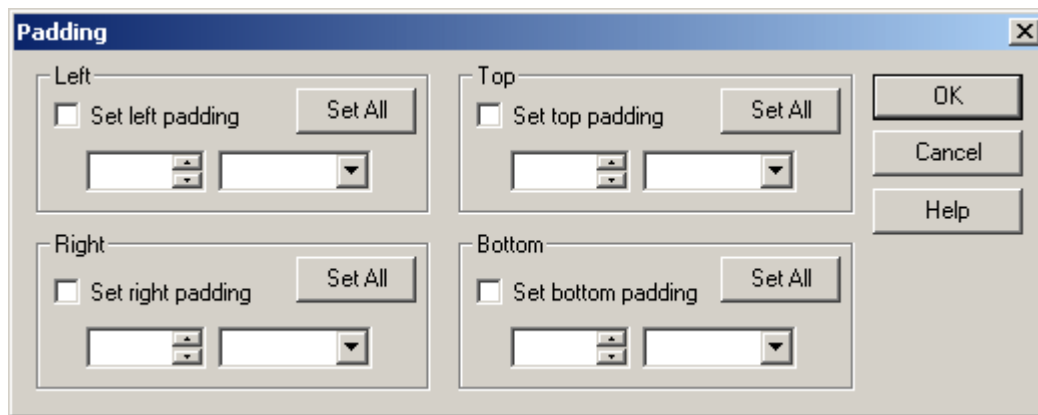 Padding
Left
Set left padding
Set All
Top
Set top padding
Set All
OK
Cancel
Help
Right
Set right padding
Set All
Bottom
Set bottom padding
Set All